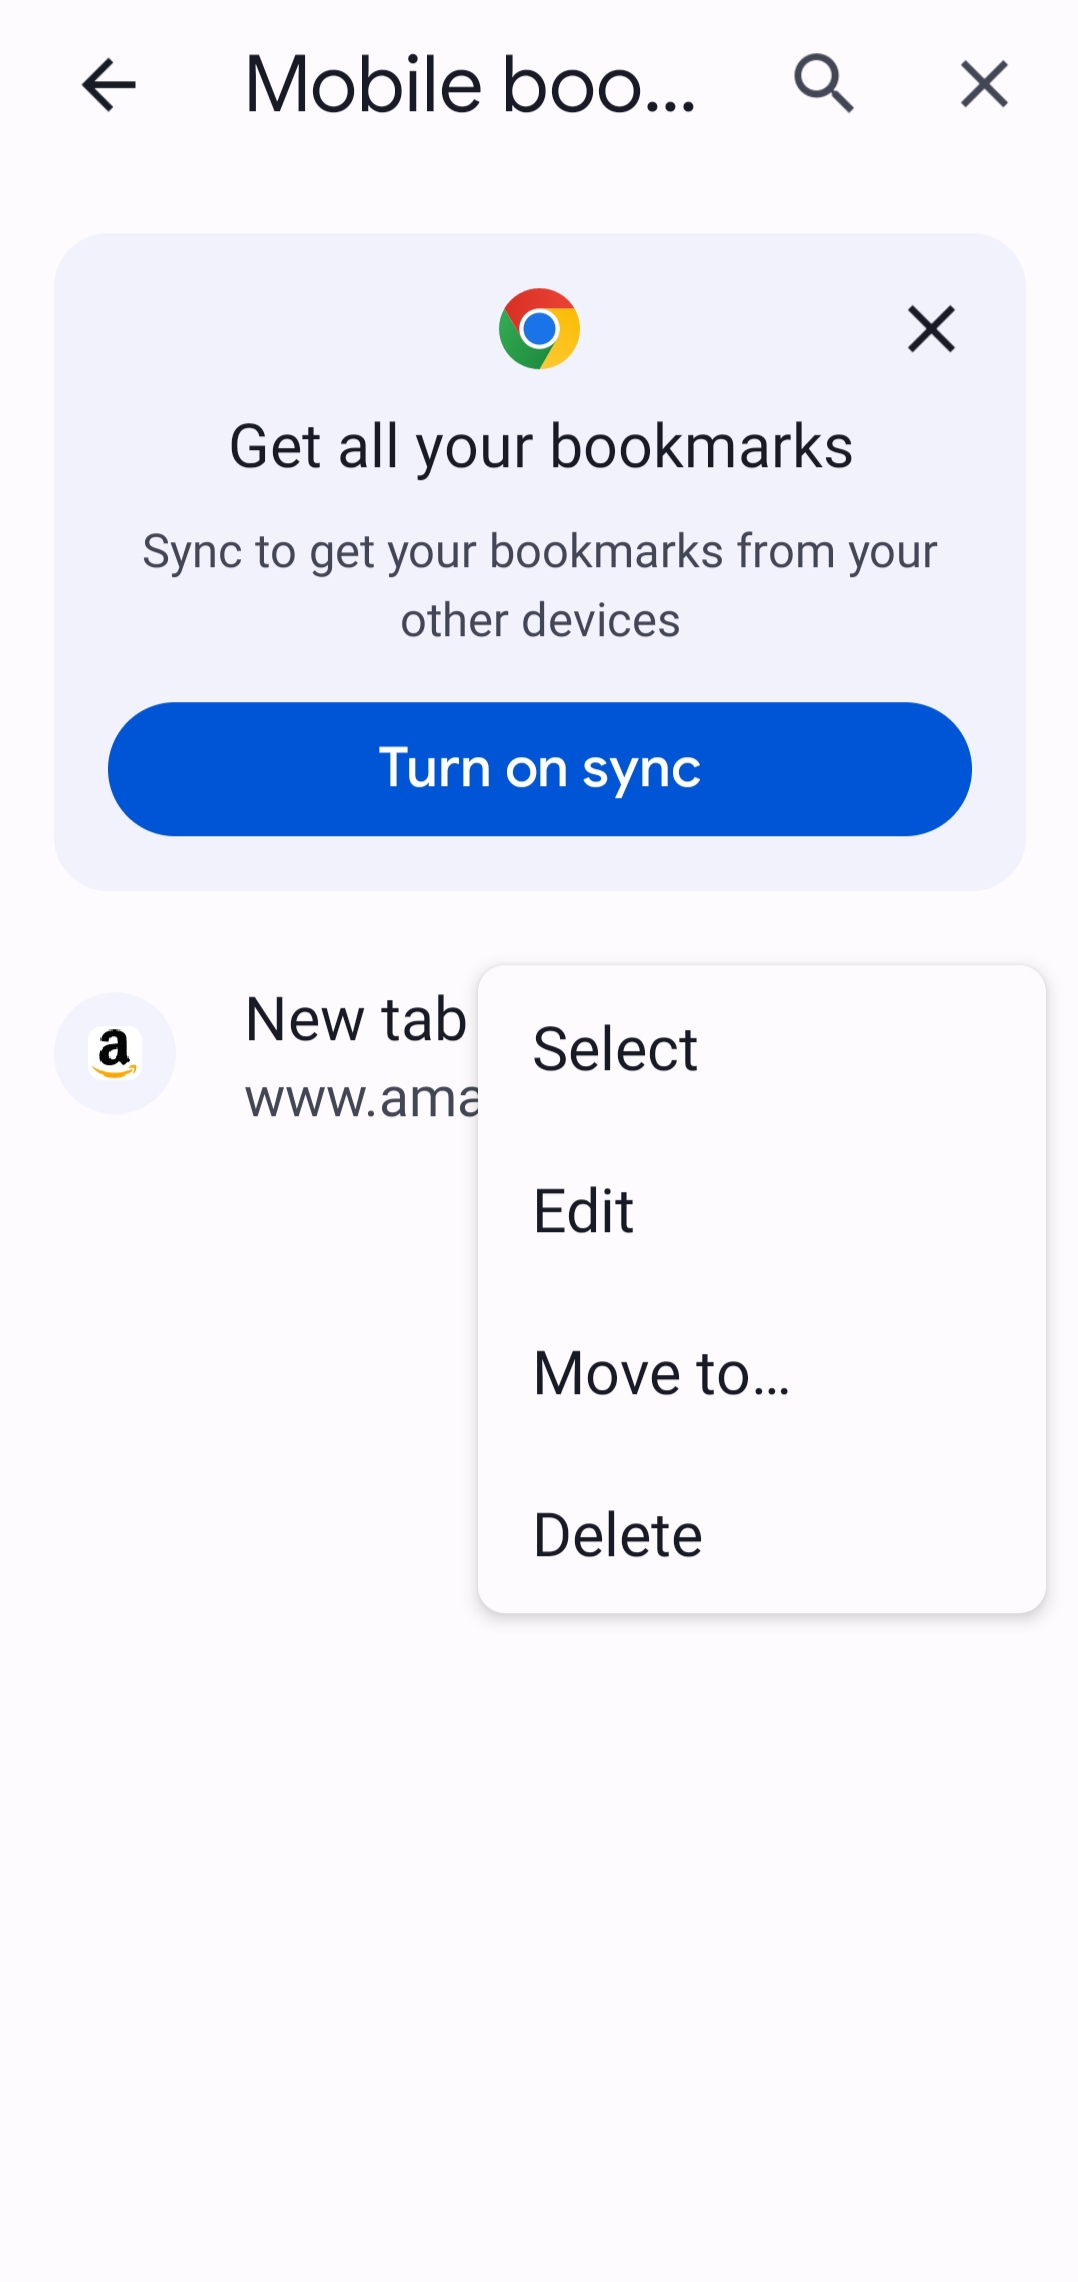 Mobile boo...
Get all your bookmarks
Sync to get your bookmarks from your
other devices
Turn on sync
New tab
www.ama
Select
Edit
Move to...
Delete